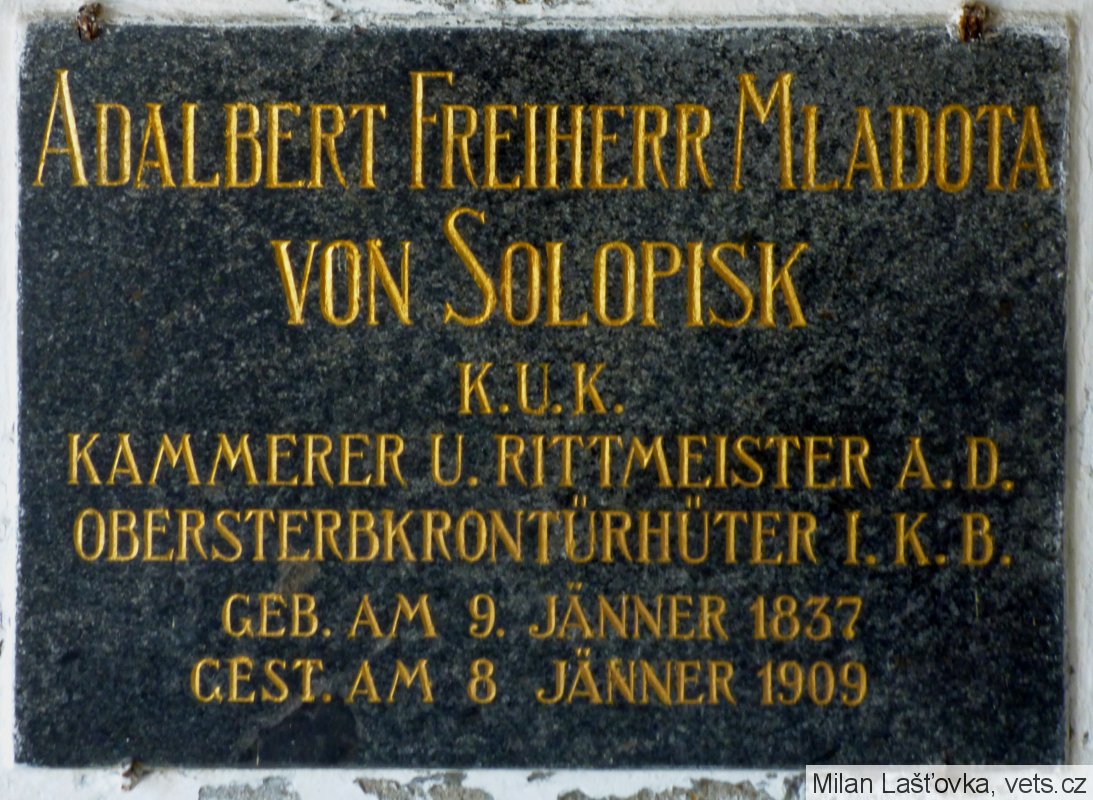 ADALBERT FREIHERR MLADOTA
VON SOLOPISK
K.U.K.
KAMMERER U. RITTMEISTER A.D.
OBERSTERBKRONTÜRHÜTER I.K.B.
GEB. AM 9. JÄNNER 1837
GEST. AM 8 JÄNNER 1909
Milan Lašťovka, vets.cz